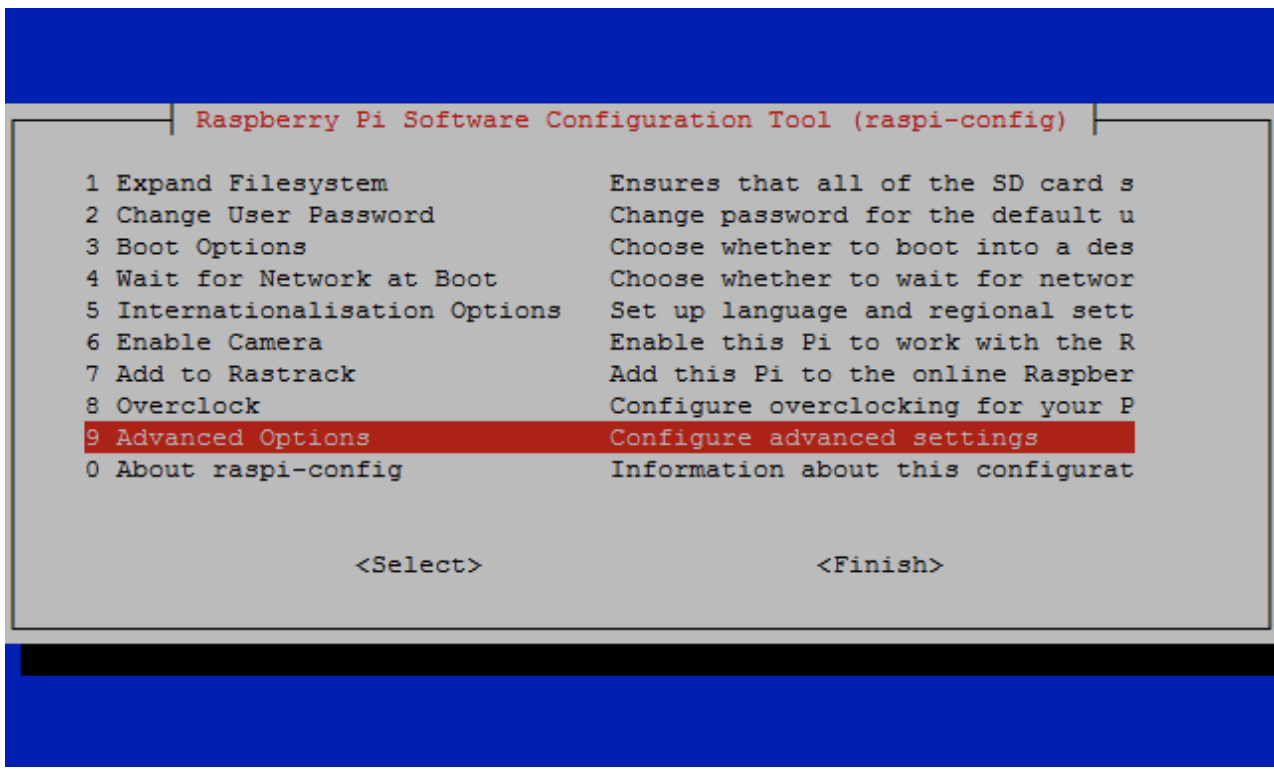 Raspberry Pi Software Configuration Tool (raspi-config)
1 Expand Filesystem Ensures that all of the SD card s
2 Change User Password Change password for the default u
3 Boot Options Choose whether to boot into a des
4 Wait for Network at Boot Choose whether to wait for networ
5 Internationalisation Options Set up language and regional sett
6 Enable Camera Enable this Pi to work with the R
7 Add to Rastrack Add this Pi to the online Raspber
8 Overclock Configure overclocking for your P
9 Advanced Options Configure advanced settings
0 About raspi-config Information about this configurat
<Select> <Finish>